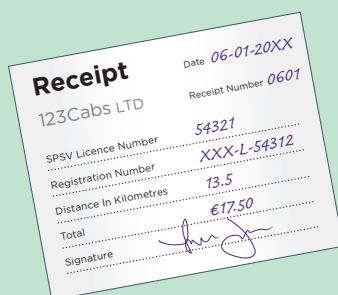 Receipt
Date 06-01-20XX
123Cabs LTD
Receipt Number 0601
SPSV Licence Number 54321
Registration Number XXX-L-54312
Distance In Kilometres 13.5
Total €17.50
Signature